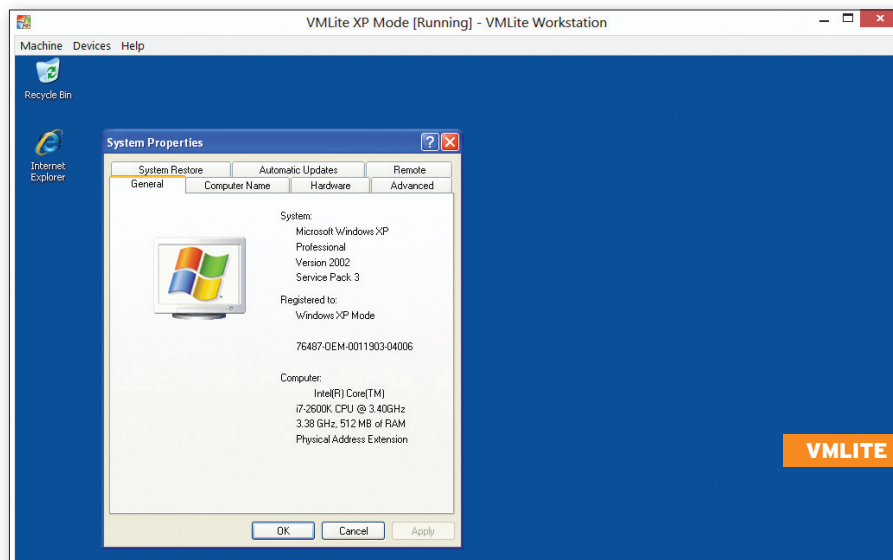 VMLite XP Mode [Running] - VMLite Workstation
Machine Devices Help
Recycle Bin
Internet
Explorer
System Properties
System Restore Automatic Updates Remote
General Computer Name Hardware Advanced
System:
Microsoft Windows XP
Professional
Version 2002
Service Pack 3
Registered to:
Windows XP Mode
76487-OEM-0011903-04006
Computer:
Intel(R) Core(TM)
i7-2600K CPU @ 3.40GHz
3.38 GHz, 512 MB of RAM
Physical Address Extension
VMLITE
OK Cancel Apply